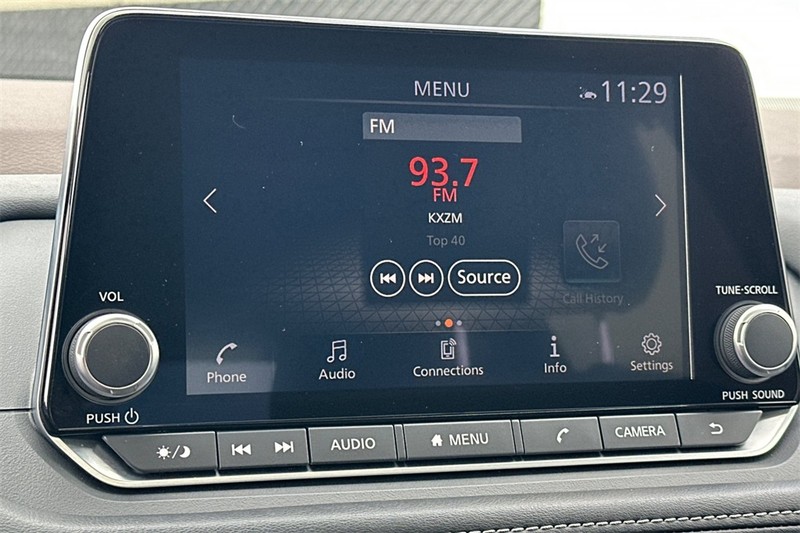 MENU
11:29
FM
93.7
FM
KXZM
Top 40
Source
Call History
Phone
Audio
Connections
Info
Settings
VOL
PUSH
TUNE·SCROLL
PUSH SOUND
AUDIO
MENU
CAMERA